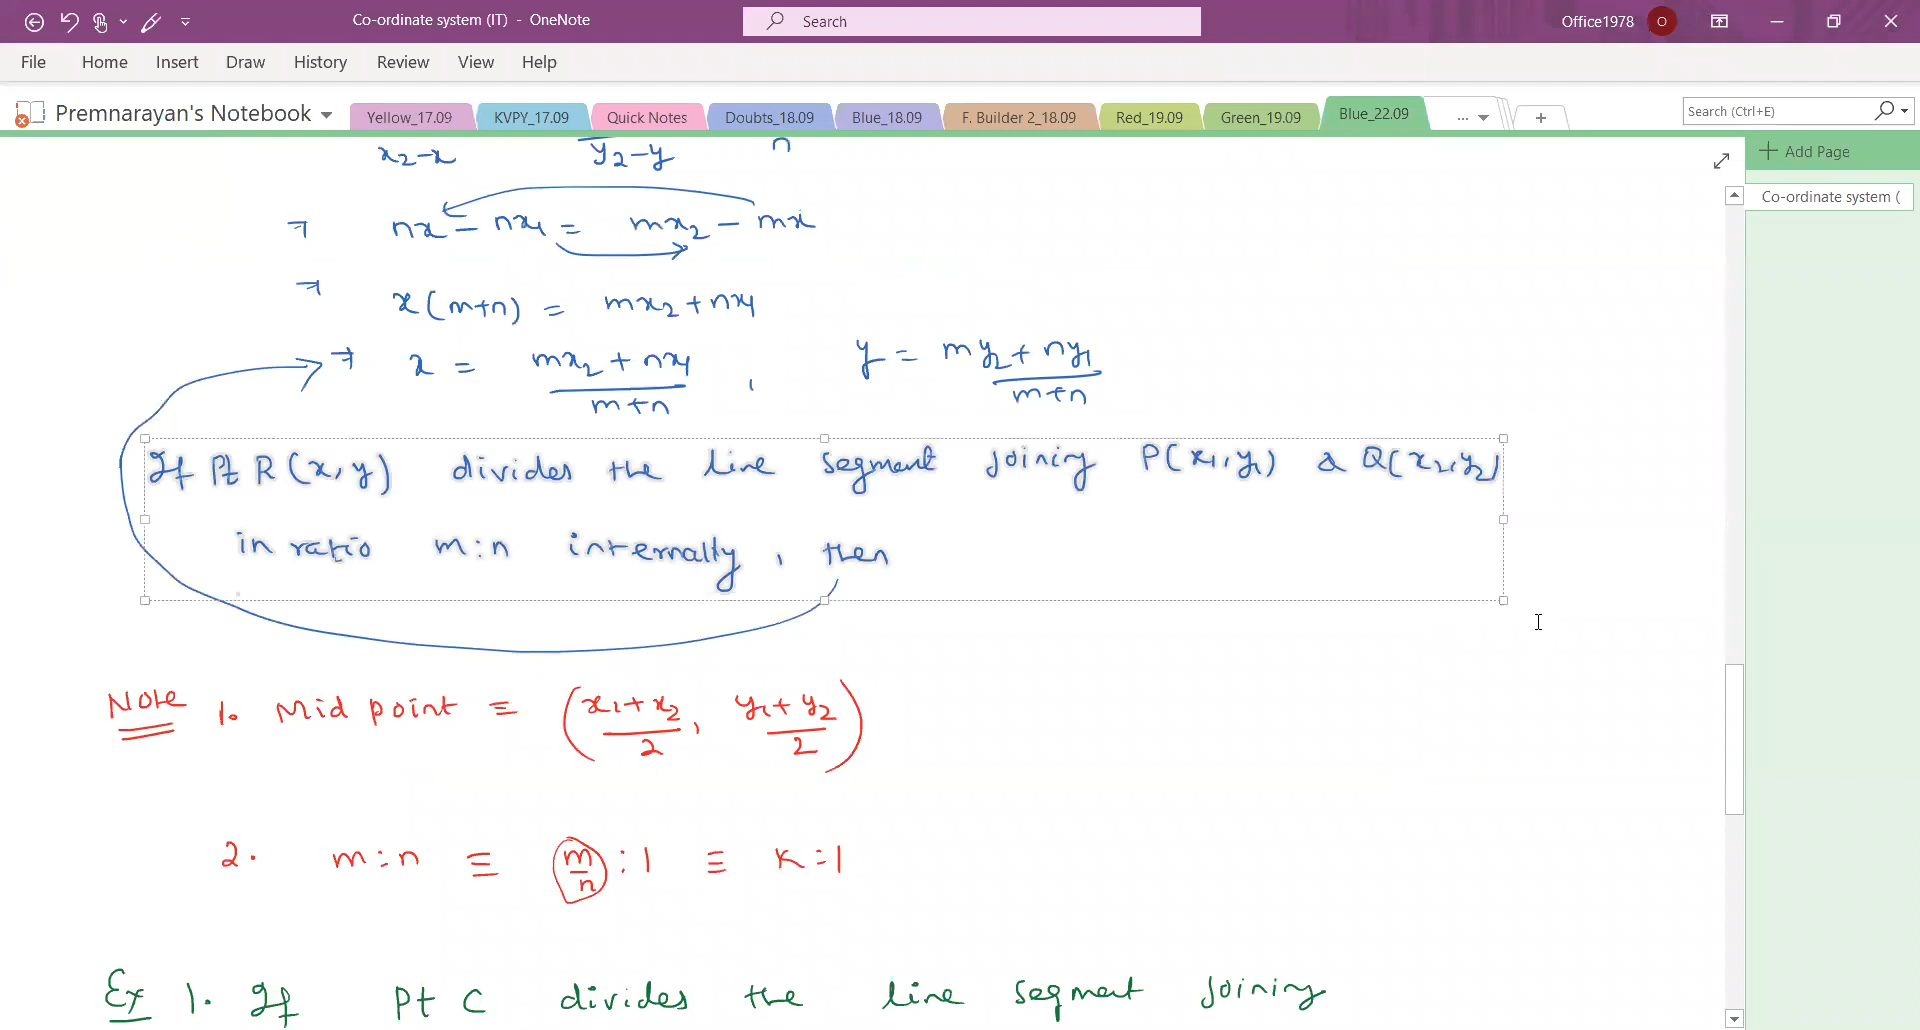 Co-ordinate system (IT) - OneNote
Search
Office1978 O
File Home Insert Draw History Review View Help
Premnarayan's Notebook
Yellow_17.09 KVPY_17.09 Quick Notes Doubts_18.09 Blue_18.09 F. Builder 2_18.09 Red_19.09 Green_19.09 Blue_22.09 ... +
Search (Ctrl+E)
+ Add Page
Co-ordinate system (
x₂-x y₂-y n
⇒ nx - nx₁ = mx₂ - mx
⇒ x(m+n) = mx₂ + nx₁
⇒ x = (mx₂ + nx₁)/(m+n) , y = (my₂ + ny₁)/(m+n)
If Pt R(x,y) divides the line segment joining P(x₁,y₁) & Q(x₂,y₂)
in ratio m:n internally, then
Note 1. Mid point ≡ ((x₁+x₂)/2, (y₁+y₂)/2)
2. m:n ≡ m/n : 1 ≡ K:1
Ex 1. If Pt C divides the line segment joining